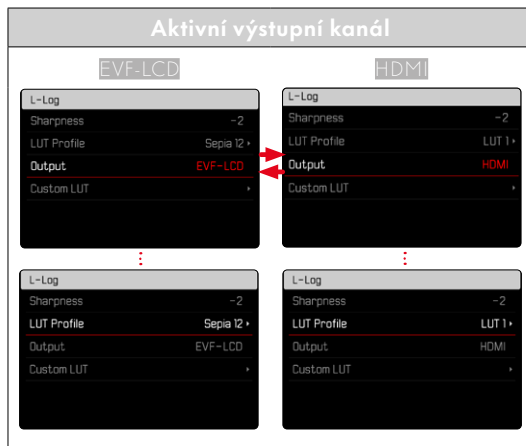 Aktivní výstupní kanál
EVF-LCD
L-Log
Sharpness -2
LUT Profile Sepia 12
Output EVF-LCD
Custom LUT
HDMI
L-Log
Sharpness -2
LUT Profile LUT 1
Output HDMI
Custom LUT
L-Log
Sharpness -2
LUT Profile Sepia 12
Output EVF-LCD
Custom LUT
L-Log
Sharpness -2
LUT Profile LUT 1
Output HDMI
Custom LUT